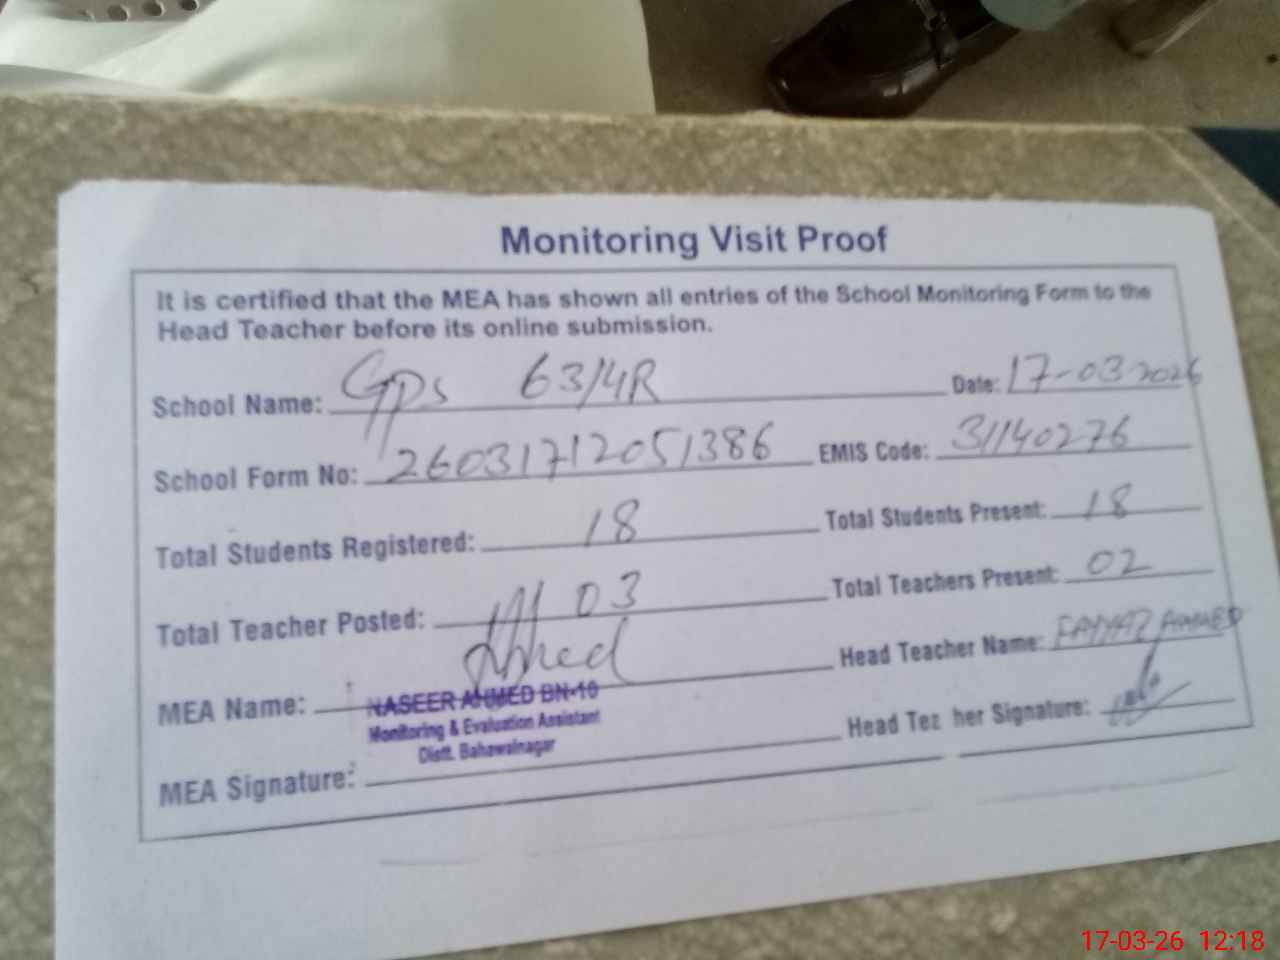 Monitoring Visit Proof
It is certified that the MEA has shown all entries of the School Monitoring Form to the
Head Teacher before its online submission.
School Name: GPS 63/4R Date: 17-03-2026
School Form No: 26031712051386 EMIS Code: 31140276
Total Students Registered: 18 Total Students Present: 18
Total Teacher Posted: 03 Total Teachers Present: 02
MEA Name: Head Teacher Name: FAYYAZ AHMED
NASEER AHMED BN-10
Monitoring & Evaluation Assistant
Distt. Bahawalnagar
MEA Signature: Head Teacher Signature:
17-03-26 12:18